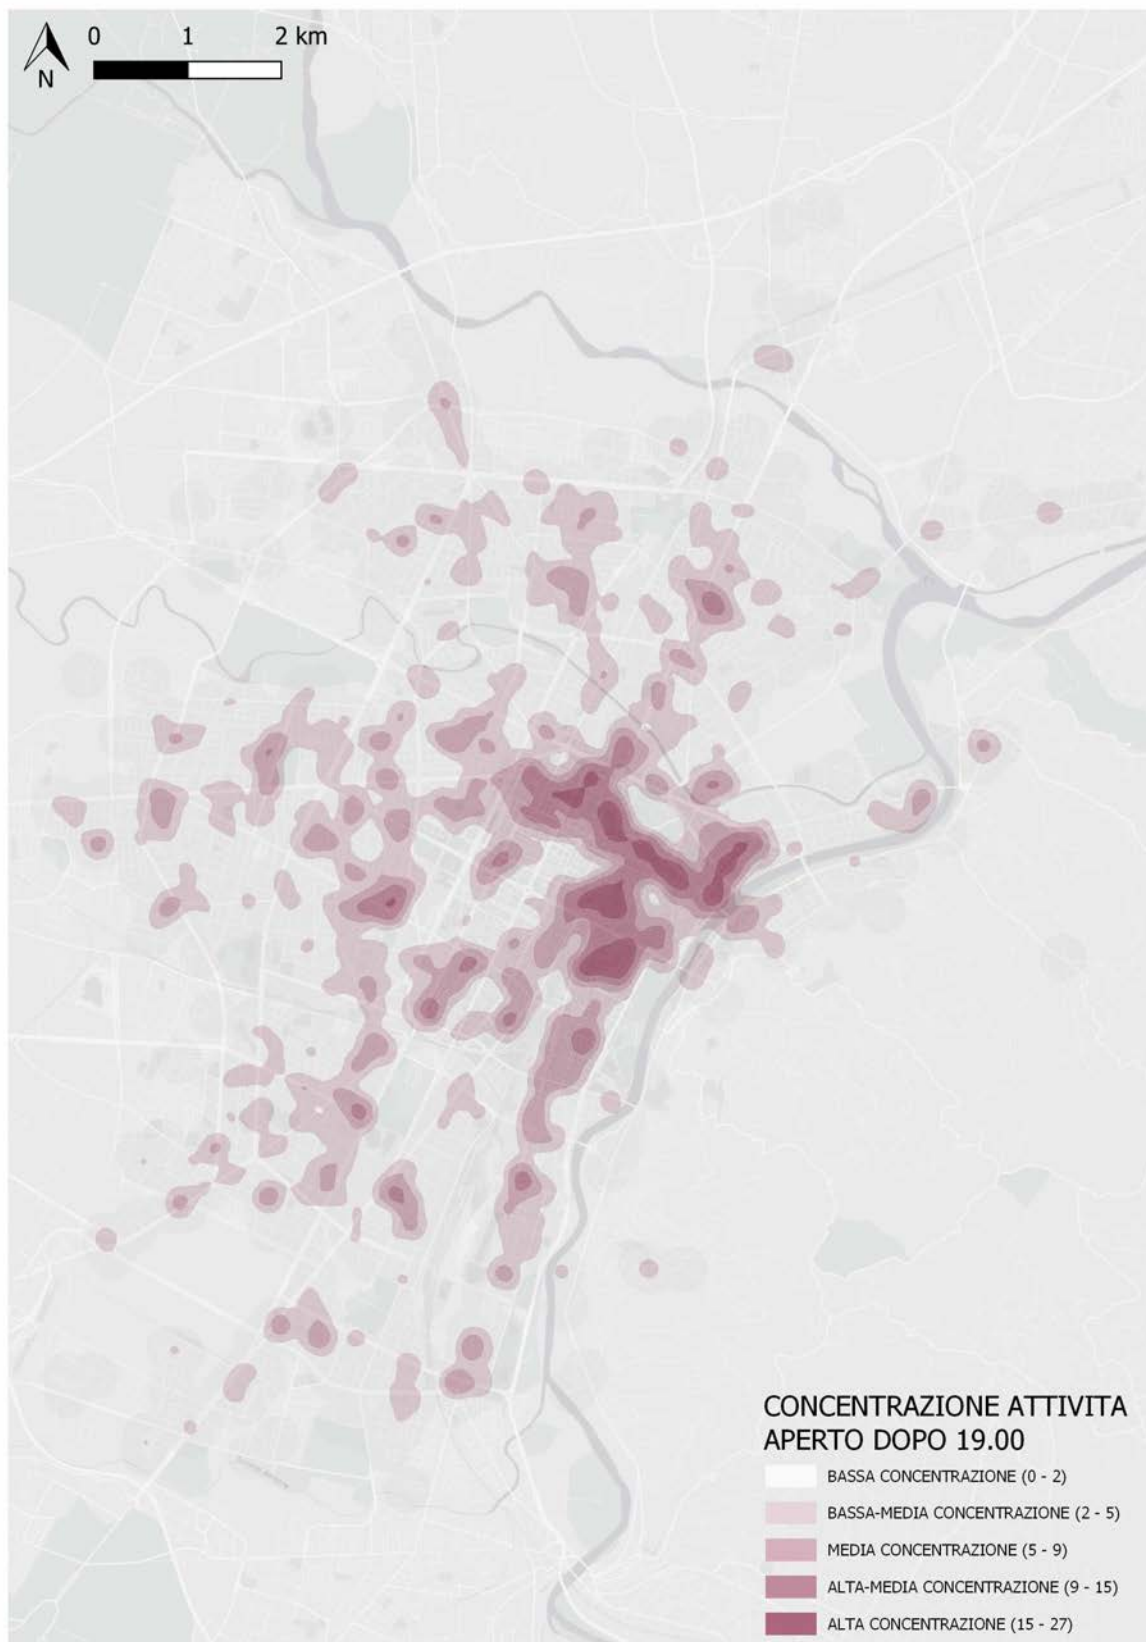 0 1 2 km
N
CONCENTRAZIONE ATTIVITA
APERTO DOPO 19.00
BASSA CONCENTRAZIONE (0 - 2)
BASSA-MEDIA CONCENTRAZIONE (2 - 5)
MEDIA CONCENTRAZIONE (5 - 9)
ALTA-MEDIA CONCENTRAZIONE (9 - 15)
ALTA CONCENTRAZIONE (15 - 27)